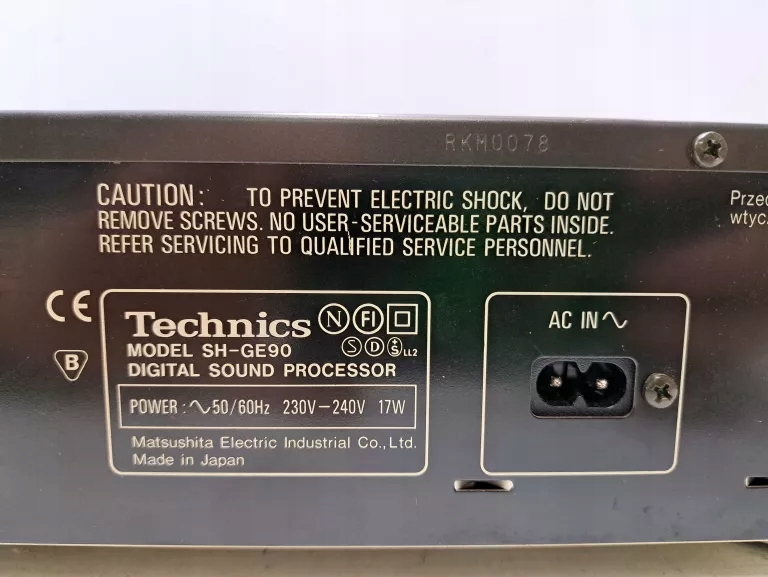 RKM0078
CAUTION: TO PREVENT ELECTRIC SHOCK, DO NOT
REMOVE SCREWS. NO USER-SERVICEABLE PARTS INSIDE.
REFER SERVICING TO QUALIFIED SERVICE PERSONNEL.
Przed
wtyc
CE
B
Technics N FI
MODEL SH-GE90 S D S LL2
DIGITAL SOUND PROCESSOR
POWER : ∿50/60Hz 230V–240V 17W
Matsushita Electric Industrial Co., Ltd.
Made in Japan
AC IN ∿